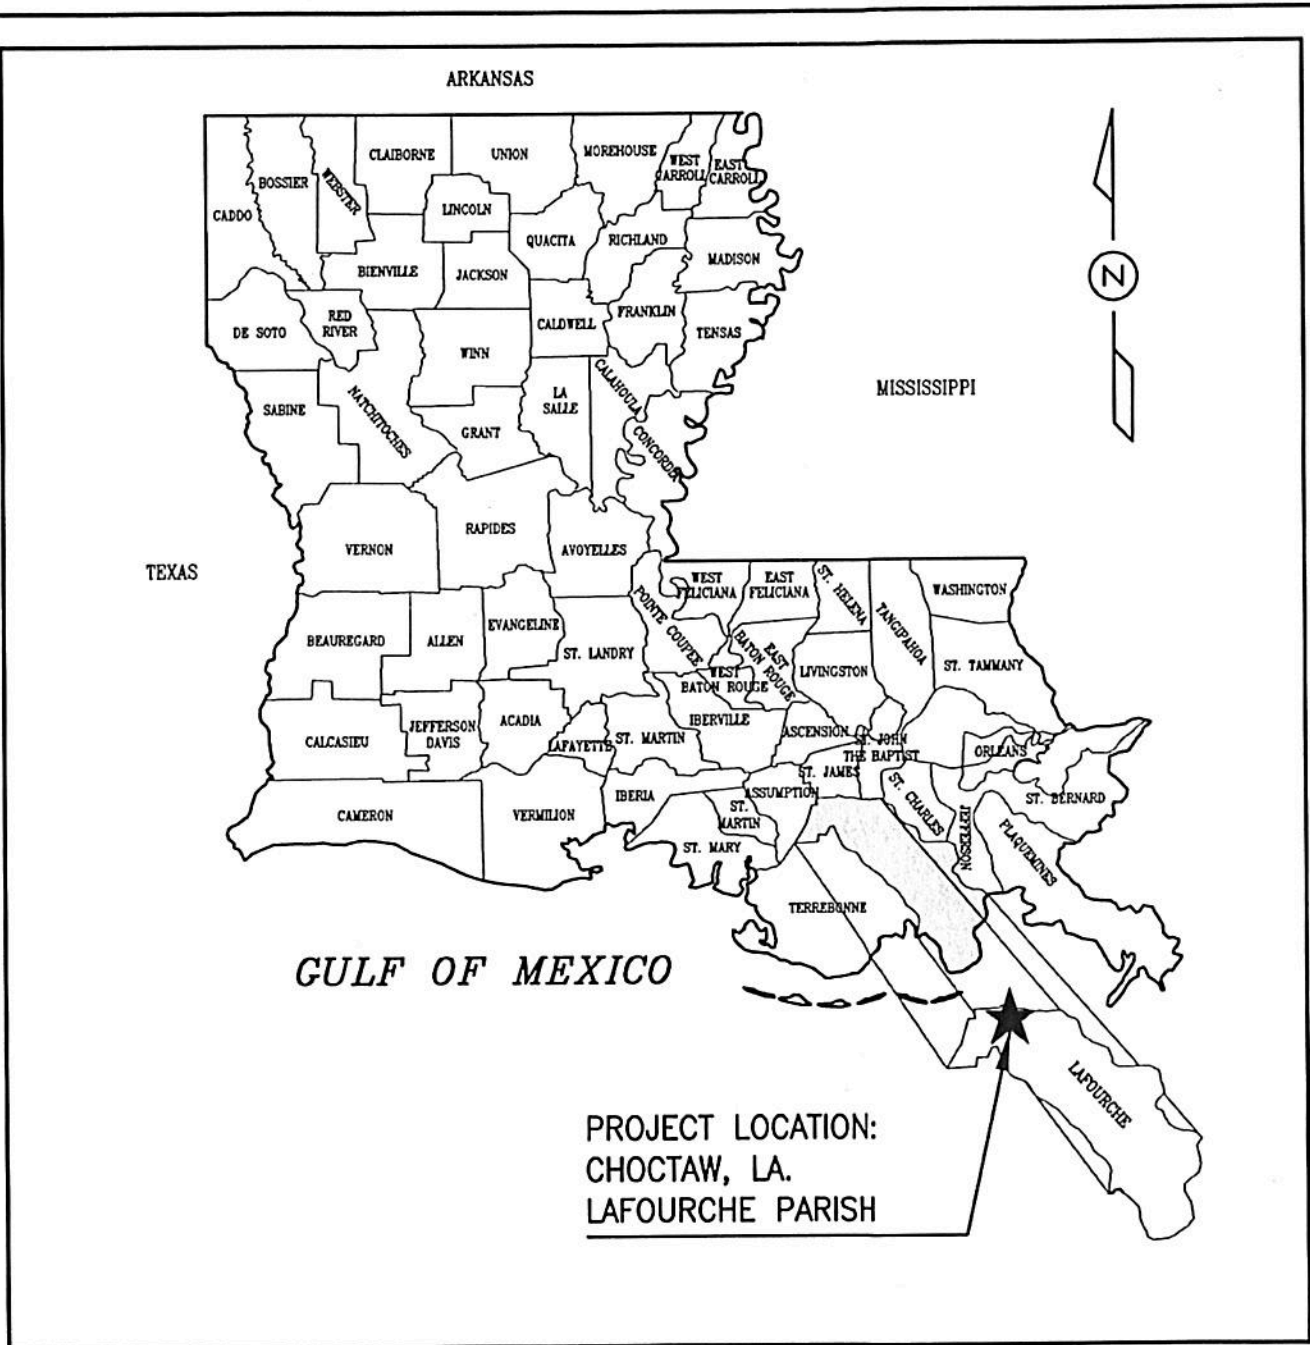 ARKANSAS
CLAIBORNE
UNION
MOREHOUSE
WEST
CARROLL
EAST
CARROLL
BOSSIER
WEBSTER
CADDO
LINCOLN
QUACITA
RICHLAND
MADISON
BIENVILLE
JACKSON
RED
RIVER
DE SOTO
CALDWELL
FRANKLIN
TENSAS
WINN
MISSISSIPPI
N
SABINE
NATCHITOCHES
LA
SALLE
CALAHOULA
GRANT
CONCORDER
RAPIDES
VERNON
AVOYELLES
TEXAS
WEST
FELICIANA
EAST
FELICIANA
ST. HELENA
WASHINGTON
TANGIPAHOA
BEAUREGARD
ALLEN
EVANGELINE
ST. LANDRY
POINTE COUPEE
EAST
BATON ROUGE
LIVINGSTON
ST. TAMMANY
WEST
BATON ROUGE
CALCASIEU
JEFFERSON
DAVIS
ACADIA
LAFAYETTE
ST. MARTIN
IBERVILLE
ASCENSION
ST. JOHN
THE BAPTIST
ORLEANS
ST. JAMES
ST. CHARLES
CAMERON
VERMILION
IBERIA
ASSUMPTION
ST.
MARTIN
ST. MARY
JEFFERSON
PLAQUEMINES
ST. BERNARD
TERREBONNE
GULF OF MEXICO
LAFOURCHE
PROJECT LOCATION:
CHOCTAW, LA.
LAFOURCHE PARISH